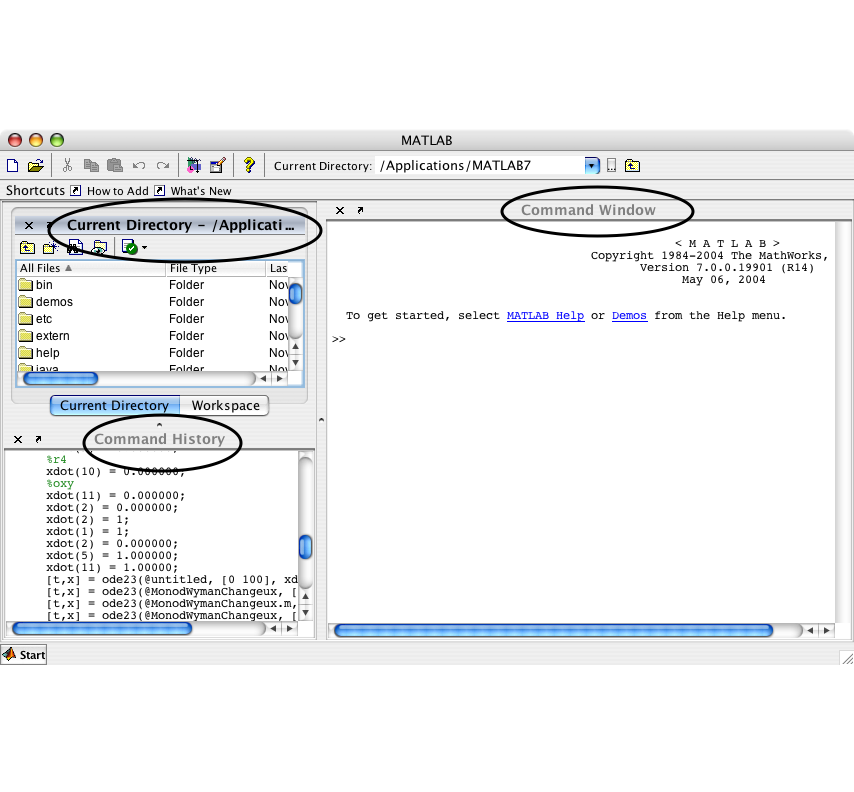 MATLAB
Current Directory: /Applications/MATLAB7
Shortcuts How to Add What's New
Current Directory - /Applicati...
All Files File Type Las
bin Folder Nov
demos Folder Nov
etc Folder Nov
extern Folder Nov
help Folder Nov
java Folder Nov
Current Directory Workspace
Command History
%r4
xdot(10) = 0.000000;
%oxy
xdot(11) = 0.000000;
xdot(2) = 0.000000;
xdot(2) = 1;
xdot(1) = 1;
xdot(2) = 0.000000;
xdot(5) = 1.000000;
xdot(11) = 1.00000;
[t,x] = ode23(@untitled, [0 100], xd
[t,x] = ode23(@MonodWymanChangeux, [
[t,x] = ode23(@MonodWymanChangeux.m,
[t,x] = ode23(@MonodWymanChangeux, [
Command Window
< M A T L A B >
Copyright 1984-2004 The MathWorks,
Version 7.0.0.19901 (R14)
May 06, 2004
To get started, select MATLAB Help or Demos from the Help menu.
>>
Start